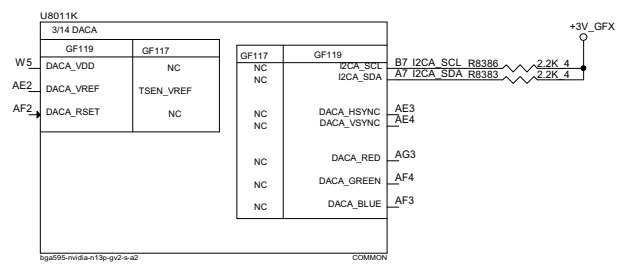 U8011K
3/14 DACA
+3V_GFX
GF119 GF117
GF117 GF119
W5 DACA_VDD NC
AE2 DACA_VREF TSEN_VREF
AF2 DACA_RSET NC
NC I2CA_SCL B7 I2CA_SCL R8386 2.2K 4
NC I2CA_SDA A7 I2CA_SDA R8383 2.2K 4
NC DACA_HSYNC AE3
NC DACA_VSYNC AE4
NC DACA_RED AG3
NC DACA_GREEN AF4
NC DACA_BLUE AF3
bga595-nvidia-n13p-gv2-s-a2 COMMON